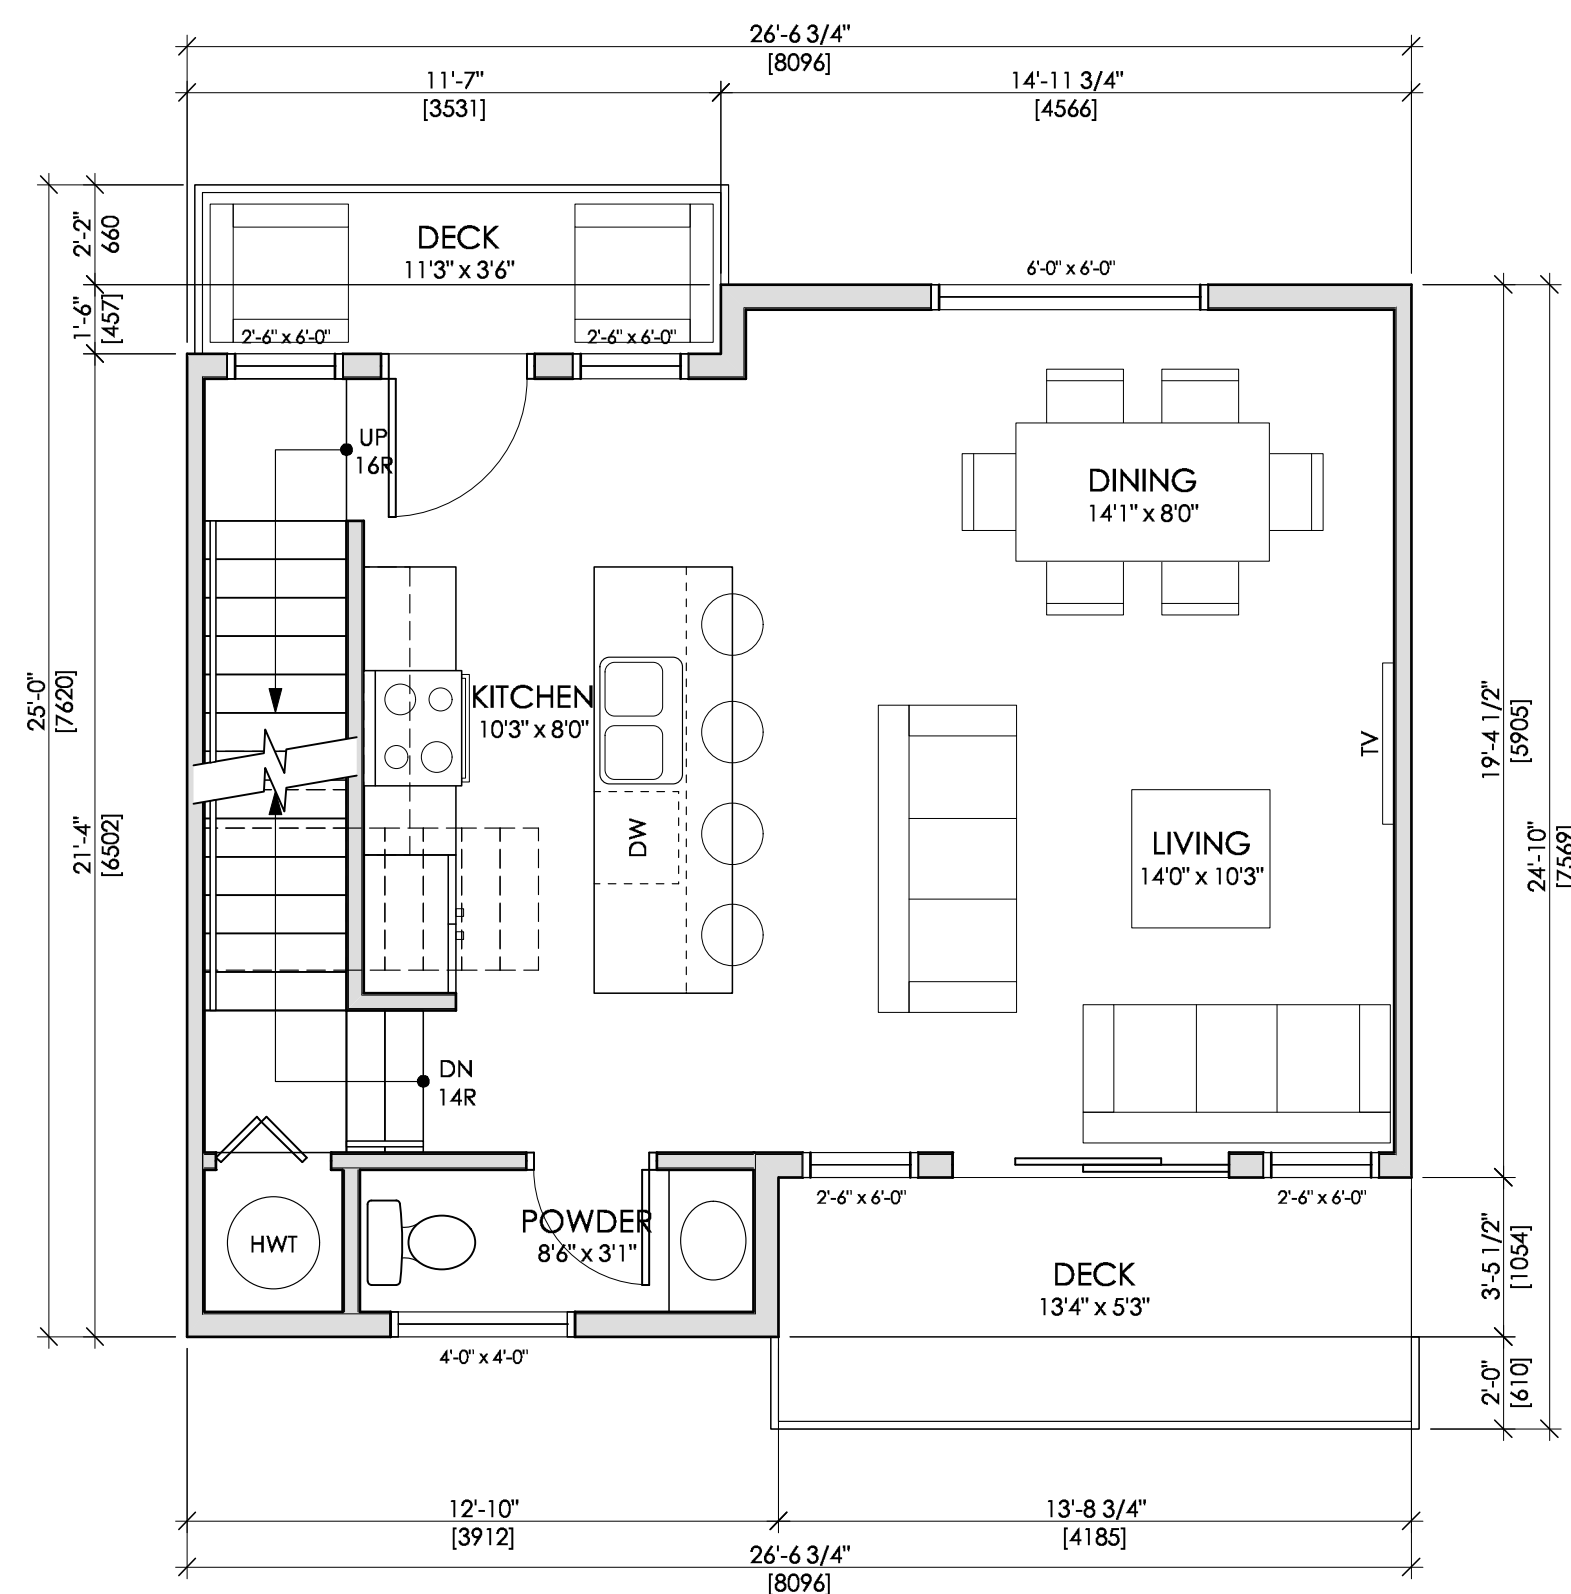 26'-6 3/4"
[8096]
11'-7"
[3531]
14'-11 3/4"
[4566]
2'-2"
660
1'-6"
[457]
DECK
11'3" x 3'6"
6'-0" x 6'-0"
2'-6" x 6'-0"
2'-6" x 6'-0"
UP
16R
DINING
14'1" x 8'0"
25'-0"
[7620]
KITCHEN
10'3" x 8'0"
TV
19'-4 1/2"
[5905]
21'-4"
[6502]
DW
LIVING
14'0" x 10'3"
24'-10"
[7569]
DN
14R
2'-6" x 6'-0"
2'-6" x 6'-0"
HWT
POWDER
8'6" x 3'1"
DECK
13'4" x 5'3"
3'-5 1/2"
[1054]
4'-0" x 4'-0"
2'-0"
[610]
12'-10"
[3912]
13'-8 3/4"
[4185]
26'-6 3/4"
[8096]